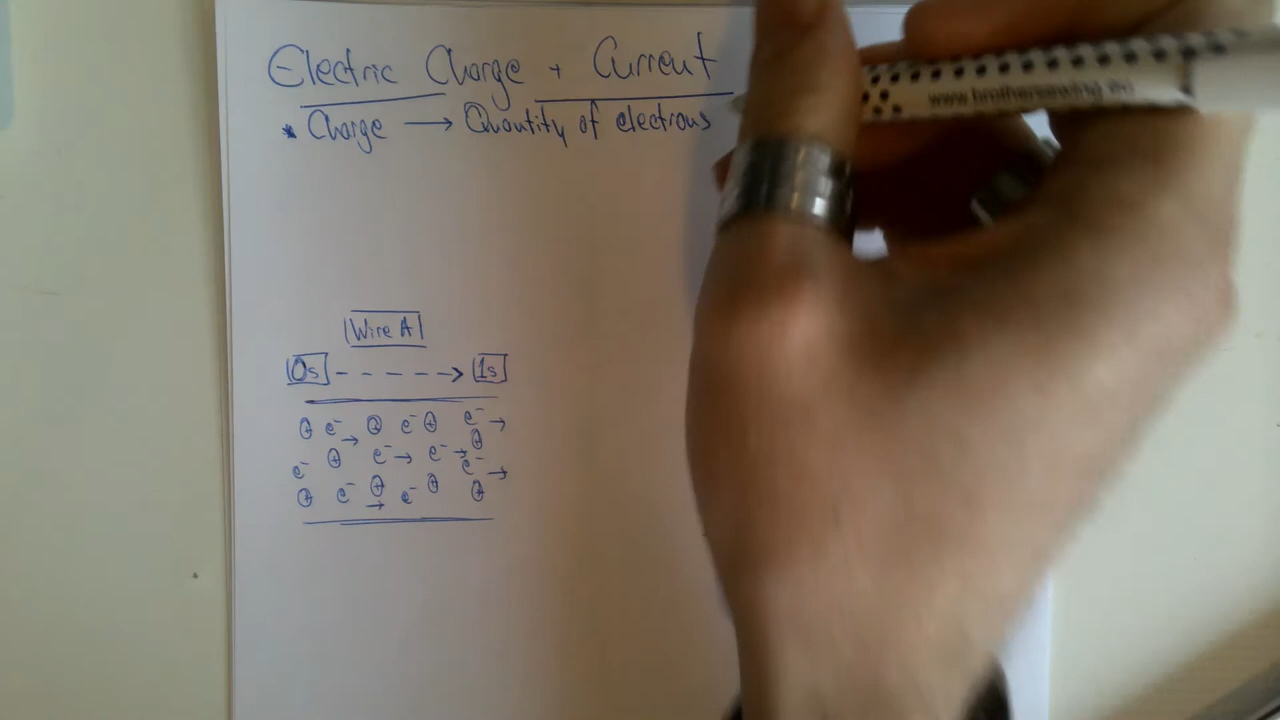 Electric Charge + Current
* Charge → Quantity of electrons
Wire A
0s - - - - - -> 1s
+ e⁻ + e⁻ + e⁻ →
→ +
+ e⁻ → e⁻ →
e⁻ e⁻ →
+ e⁻ + e⁻ + +
→